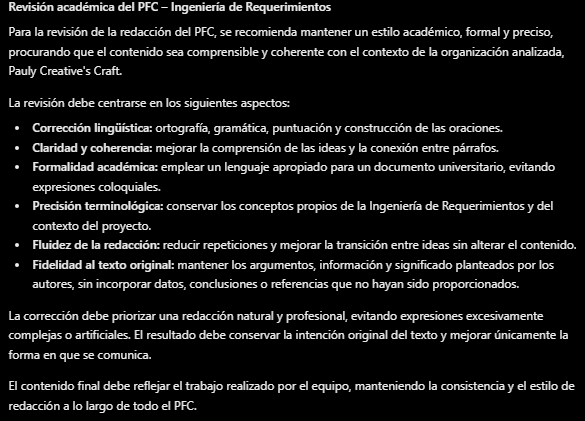 Revisión académica del PFC – Ingeniería de Requerimientos
Para la revisión de la redacción del PFC, se recomienda mantener un estilo académico, formal y preciso,
procurando que el contenido sea comprensible y coherente con el contexto de la organización analizada,
Pauly Creative's Craft.
La revisión debe centrarse en los siguientes aspectos:
• Corrección lingüística: ortografía, gramática, puntuación y construcción de las oraciones.
• Claridad y coherencia: mejorar la comprensión de las ideas y la conexión entre párrafos.
• Formalidad académica: emplear un lenguaje apropiado para un documento universitario, evitando
expresiones coloquiales.
• Precisión terminológica: conservar los conceptos propios de la Ingeniería de Requerimientos y del
contexto del proyecto.
• Fluidez de la redacción: reducir repeticiones y mejorar la transición entre ideas sin alterar el contenido.
• Fidelidad al texto original: mantener los argumentos, información y significado planteados por los
autores, sin incorporar datos, conclusiones o referencias que no hayan sido proporcionados.
La corrección debe priorizar una redacción natural y profesional, evitando expresiones excesivamente
complejas o artificiales. El resultado debe conservar la intención original del texto y mejorar únicamente la
forma en que se comunica.
El contenido final debe reflejar el trabajo realizado por el equipo, manteniendo la consistencia y el estilo de
redacción a lo largo de todo el PFC.